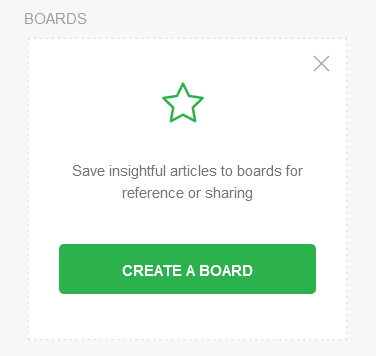 BOARDS
Save insightful articles to boards for
reference or sharing
CREATE A BOARD